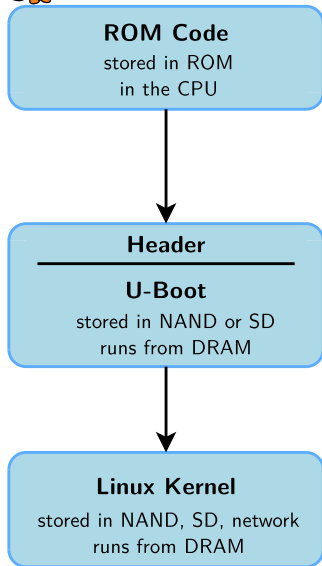 ROM Code
stored in ROM
in the CPU
Header
U-Boot
stored in NAND or SD
runs from DRAM
Linux Kernel
stored in NAND, SD, network
runs from DRAM